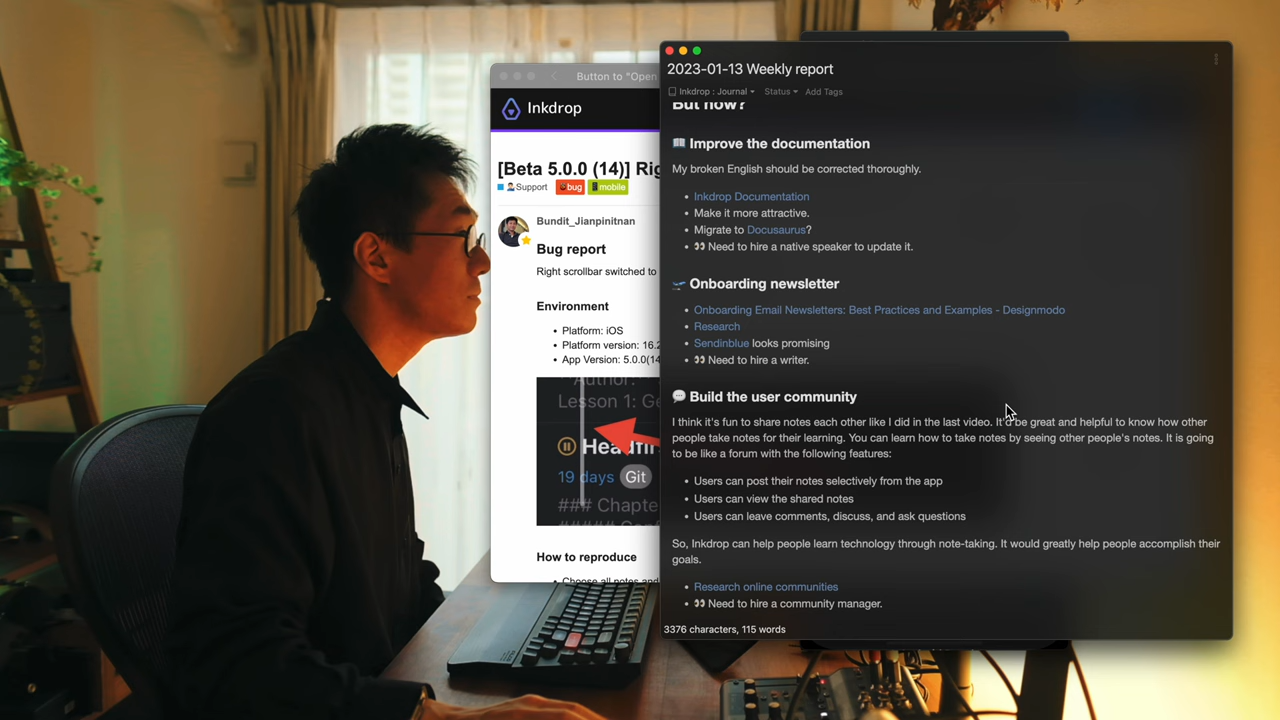 Button to "Open
Inkdrop
[Beta 5.0.0 (14)] Rig
Support bug mobile
Bundit_Jianpinitnan
Bug report
Right scrollbar switched to
Environment
• Platform: iOS
• Platform version: 16.2
• App Version: 5.0.0(14
Author:
Lesson 1: Ge
Headfir
19 days Git
### Chapte
How to reproduce
• Choose all notes and
2023-01-13 Weekly report
Inkdrop : Journal Status Add Tags
But how?
📖 Improve the documentation
My broken English should be corrected thoroughly.
• Inkdrop Documentation
• Make it more attractive.
• Migrate to Docusaurus?
• 👀 Need to hire a native speaker to update it.
🛫 Onboarding newsletter
• Onboarding Email Newsletters: Best Practices and Examples - Designmodo
• Research
• Sendinblue looks promising
• 👀 Need to hire a writer.
💬 Build the user community
I think it's fun to share notes each other like I did in the last video. It'd be great and helpful to know how other
people take notes for their learning. You can learn how to take notes by seeing other people's notes. It is going
to be like a forum with the following features:
• Users can post their notes selectively from the app
• Users can view the shared notes
• Users can leave comments, discuss, and ask questions
So, Inkdrop can help people learn technology through note-taking. It would greatly help people accomplish their
goals.
• Research online communities
• 👀 Need to hire a community manager.
3376 characters, 115 words